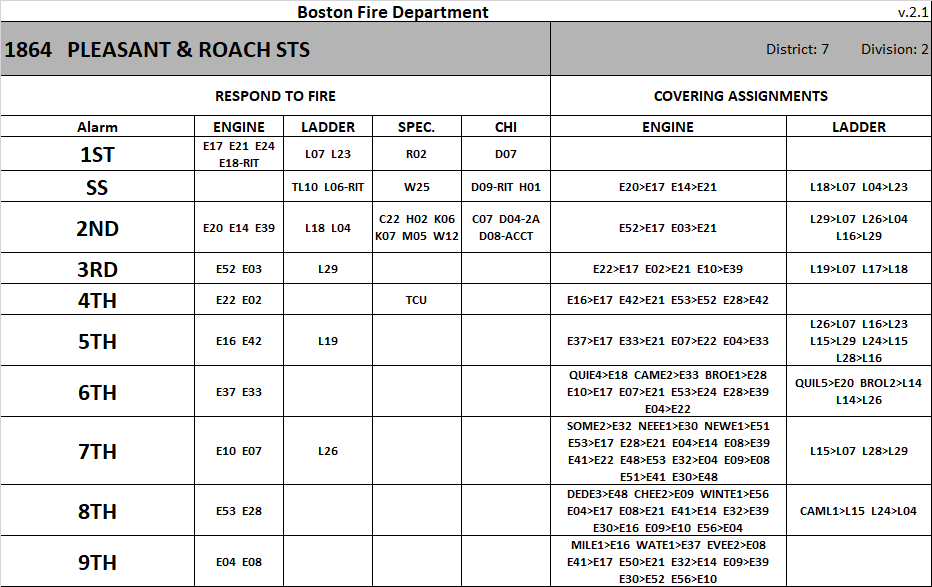 Boston Fire Department v.2.1
1864 PLEASANT & ROACH STS District: 7 Division: 2
RESPOND TO FIRE COVERING ASSIGNMENTS
Alarm ENGINE LADDER SPEC. CHI ENGINE LADDER
1ST
E17 E21 E24
E18-RIT
L07 L23
R02
D07
SS
TL10 L06-RIT
W25
D09-RIT H01
E20>E17 E14>E21
L18>L07 L04>L23
2ND
E20 E14 E39
L18 L04
C22 H02 K06
K07 M05 W12
C07 D04-2A
D08-ACCT
E52>E17 E03>E21
L29>L07 L26>L04
L16>L29
3RD
E52 E03
L29
E22>E17 E02>E21 E10>E39
L19>L07 L17>L18
4TH
E22 E02
TCU
E16>E17 E42>E21 E53>E52 E28>E42
5TH
E16 E42
L19
E37>E17 E33>E21 E07>E22 E04>E33
L26>L07 L16>L23
L15>L29 L24>L15
L28>L16
6TH
E37 E33
QUIE4>E18 CAME2>E33 BROE1>E28
E10>E17 E07>E21 E53>E24 E28>E39
E04>E22
QUIL5>E20 BROL2>L14
L14>L26
7TH
E10 E07
L26
SOME2>E32 NEEE1>E30 NEWE1>E51
E53>E17 E28>E21 E04>E14 E08>E39
E41>E22 E48>E53 E32>E04 E09>E08
E51>E41 E30>E48
L15>L07 L28>L29
8TH
E53 E28
DEDE3>E48 CHEE2>E09 WINTE1>E56
E04>E17 E08>E21 E41>E14 E32>E39
E30>E16 E09>E10 E56>E04
CAML1>L15 L24>L04
9TH
E04 E08
MILE1>E16 WATE1>E37 EVEE2>E08
E41>E17 E50>E21 E32>E14 E09>E39
E30>E52 E56>E10